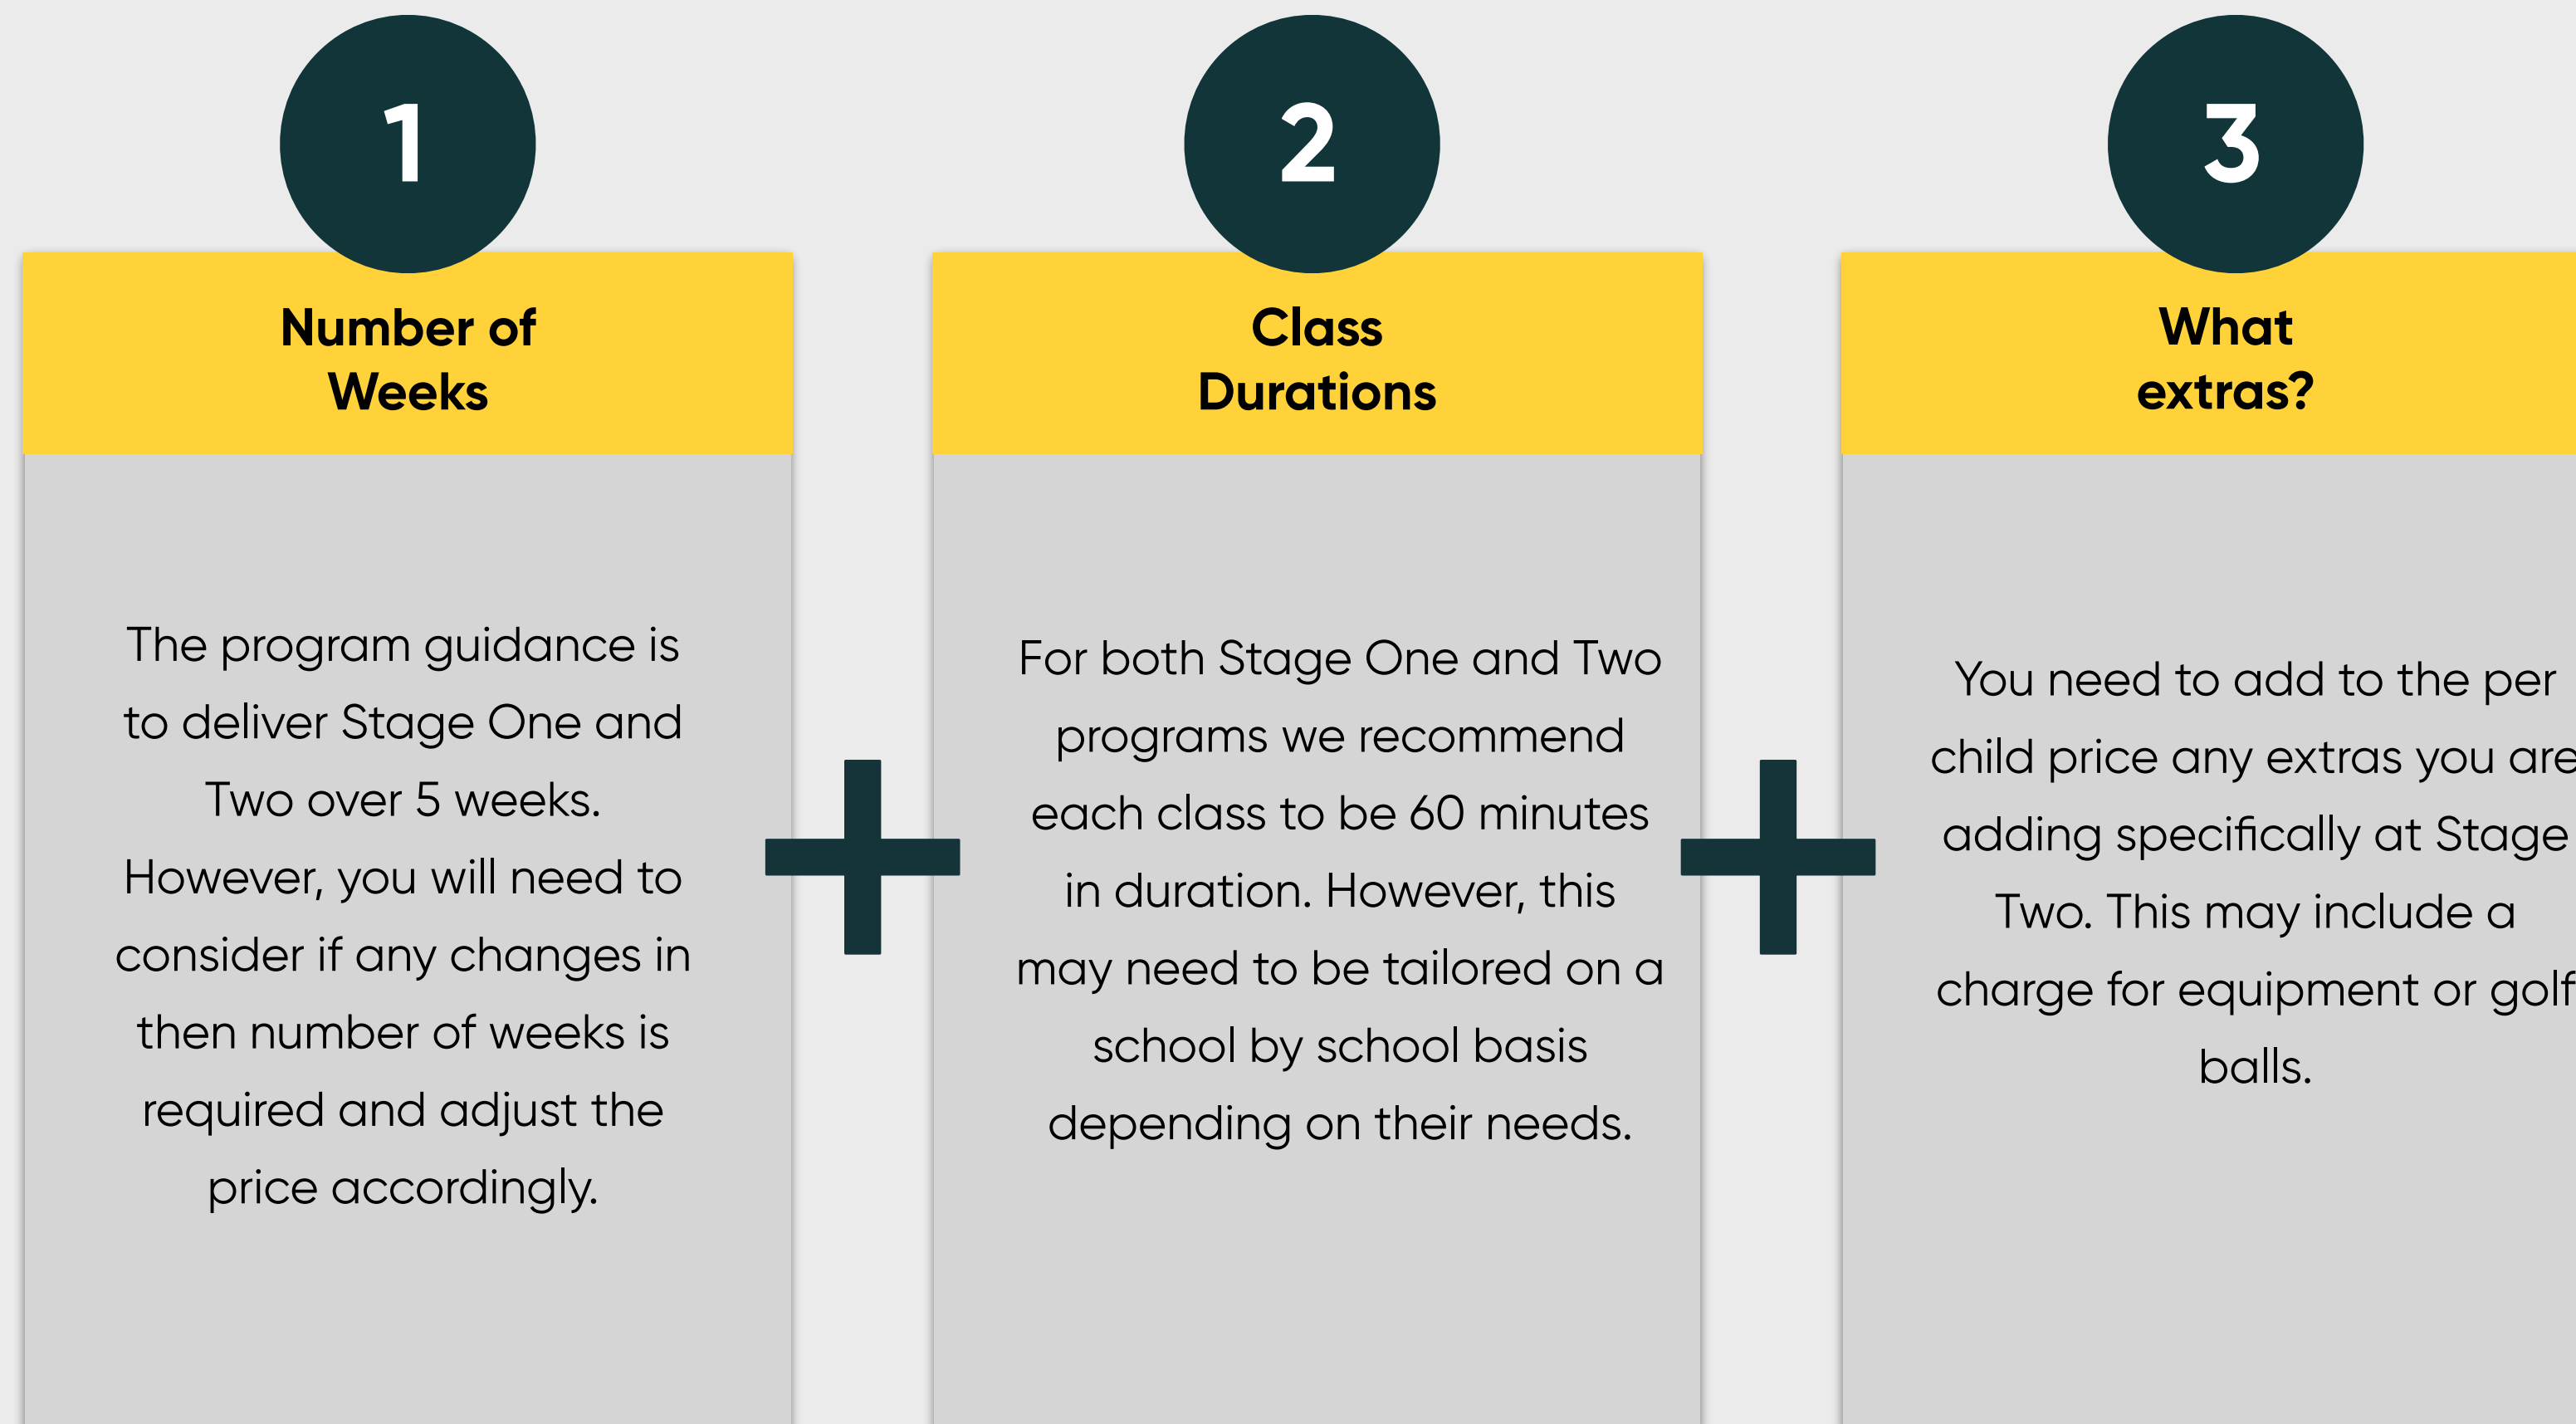 1
Number of
Weeks
The program guidance is
to deliver Stage One and
Two over 5 weeks.
However, you will need to
consider if any changes in
then number of weeks is
required and adjust the
price accordingly.
2
Class
Durations
For both Stage One and Two
programs we recommend
each class to be 60 minutes
in duration. However, this
may need to be tailored on a
school by school basis
depending on their needs.
3
What
extras?
You need to add to the per
child price any extras you are
adding specifically at Stage
Two. This may include a
charge for equipment or golf
balls.